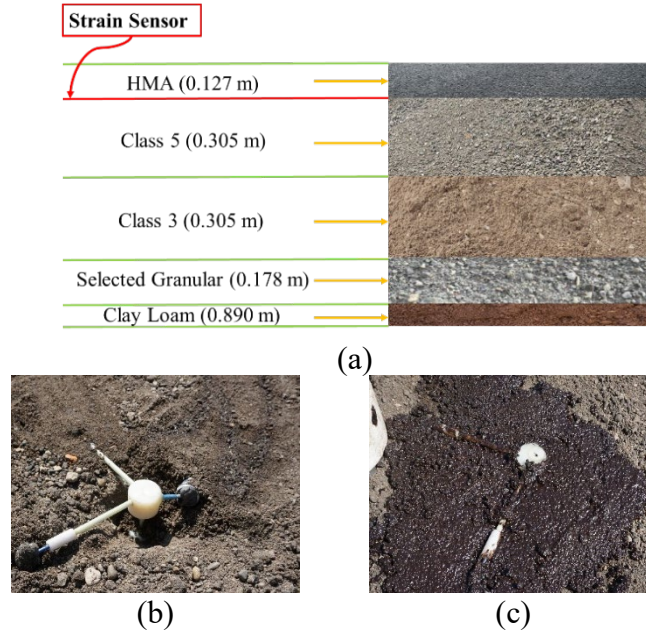 Strain Sensor
HMA (0.127 m)
Class 5 (0.305 m)
Class 3 (0.305 m)
Selected Granular (0.178 m)
Clay Loam (0.890 m)
(a)
(b)
(c)